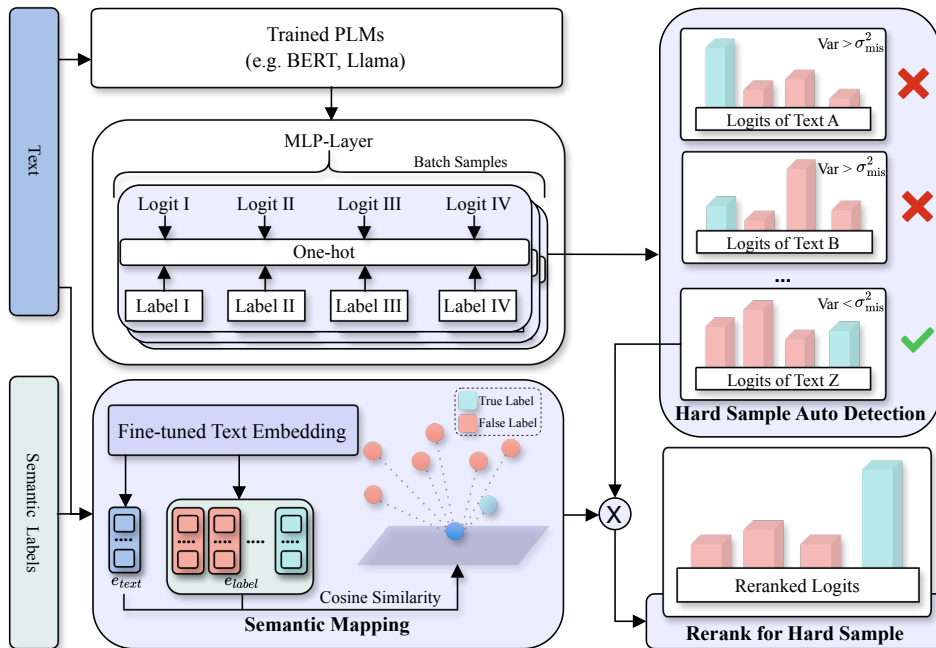 Text
Semantic Labels
Trained PLMs
(e.g. BERT, Llama)
MLP-Layer
Batch Samples
Logit I Logit II Logit III Logit IV
One-hot
Label I Label II Label III Label IV
Var > σ²mis
Logits of Text A
Var > σ²mis
Logits of Text B
...
Var < σ²mis
Logits of Text Z
Hard Sample Auto Detection
Fine-tuned Text Embedding
True Label
False Label
.... .... .... .... ....
e_text e_label
Cosine Similarity
Semantic Mapping
X
Reranked Logits
Rerank for Hard Sample